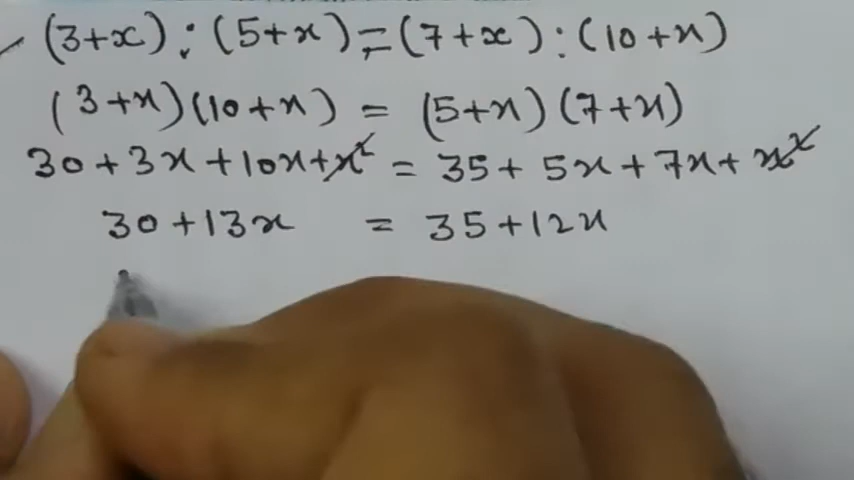 (3+x) : (5+x) = (7+x) : (10+x)
(3+x)(10+x) = (5+x)(7+x)
30+3x+10x+x² = 35+5x+7x+x²
30+13x = 35+12x